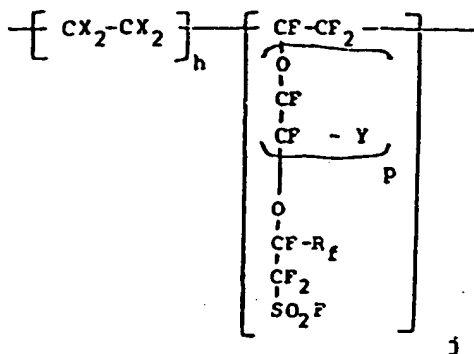 CX2-CX2
h
CF-CF2
O
CF
CF - Y
p
O
CF-Rf
CF2
SO2F
j